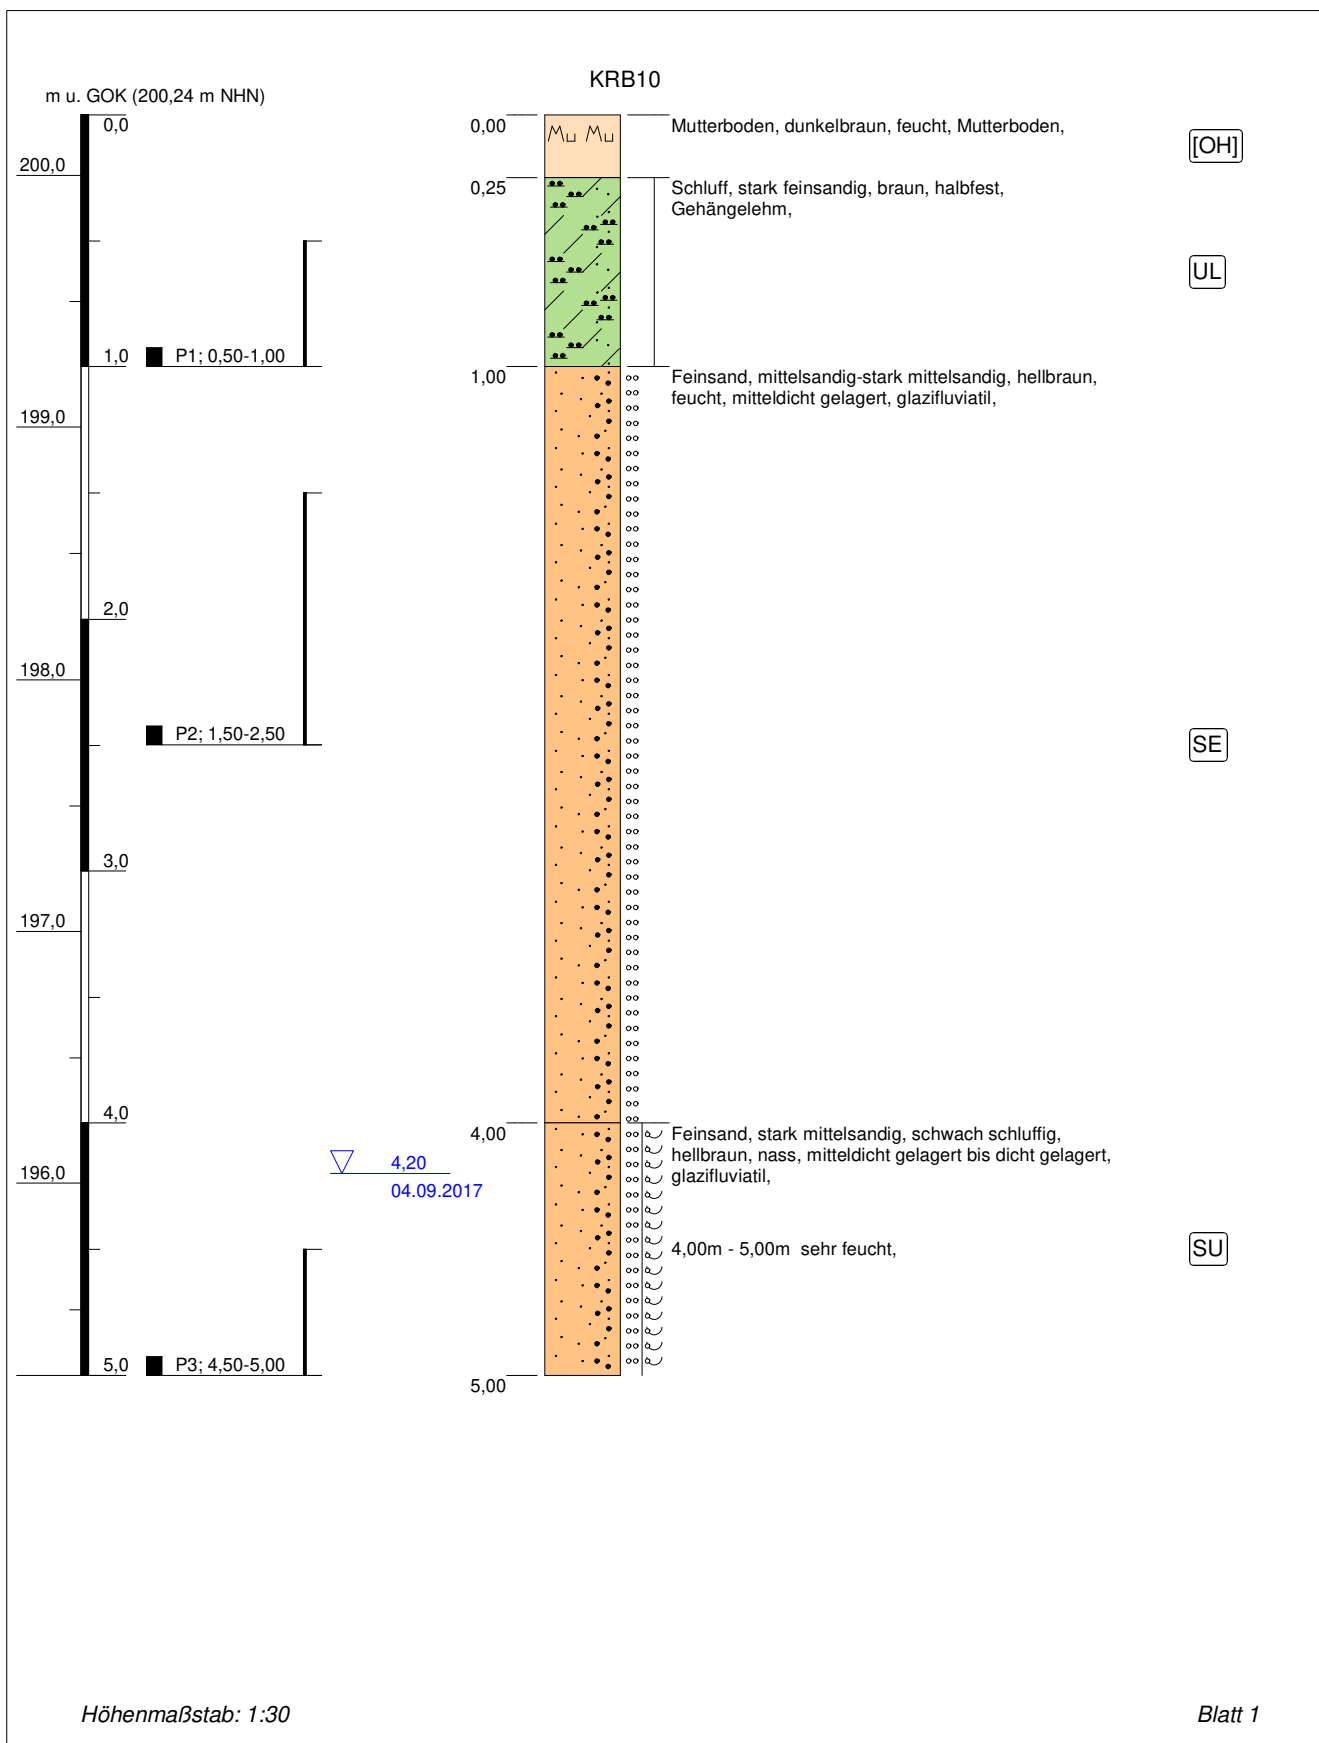 KRB10
m u. GOK (200,24 m NHN)
0,0
0,00
Mutterboden, dunkelbraun, feucht, Mutterboden,
[OH]
200,0
0,25
Schluff, stark feinsandig, braun, halbfest,
Gehängelehm,
UL
1,0
P1; 0,50-1,00
1,00
Feinsand, mittelsandig-stark mittelsandig, hellbraun,
feucht, mitteldicht gelagert, glazifluviatil,
199,0
2,0
198,0
P2; 1,50-2,50
SE
3,0
197,0
4,0
4,00
Feinsand, stark mittelsandig, schwach schluffig,
hellbraun, nass, mitteldicht gelagert bis dicht gelagert,
glazifluviatil,
4,20
04.09.2017
196,0
4,00m - 5,00m sehr feucht,
SU
5,0
P3; 4,50-5,00
5,00
Höhenmaßstab: 1:30
Blatt 1